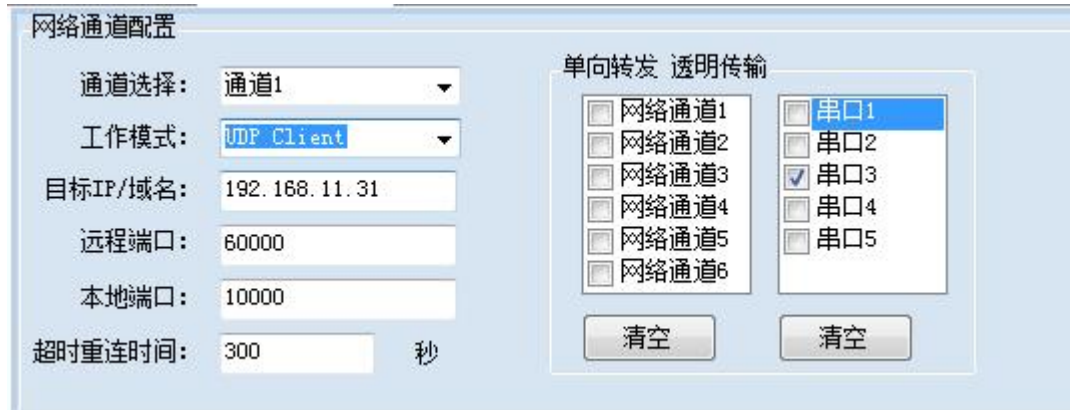 网络通道配置
通道选择： 通道1
工作模式： UDP Client
目标IP/域名： 192.168.11.31
远程端口： 60000
本地端口： 10000
超时重连时间： 300 秒
单向转发 透明传输
网络通道1
网络通道2
网络通道3
网络通道4
网络通道5
网络通道6
清空
串口1
串口2
串口3
串口4
串口5
清空